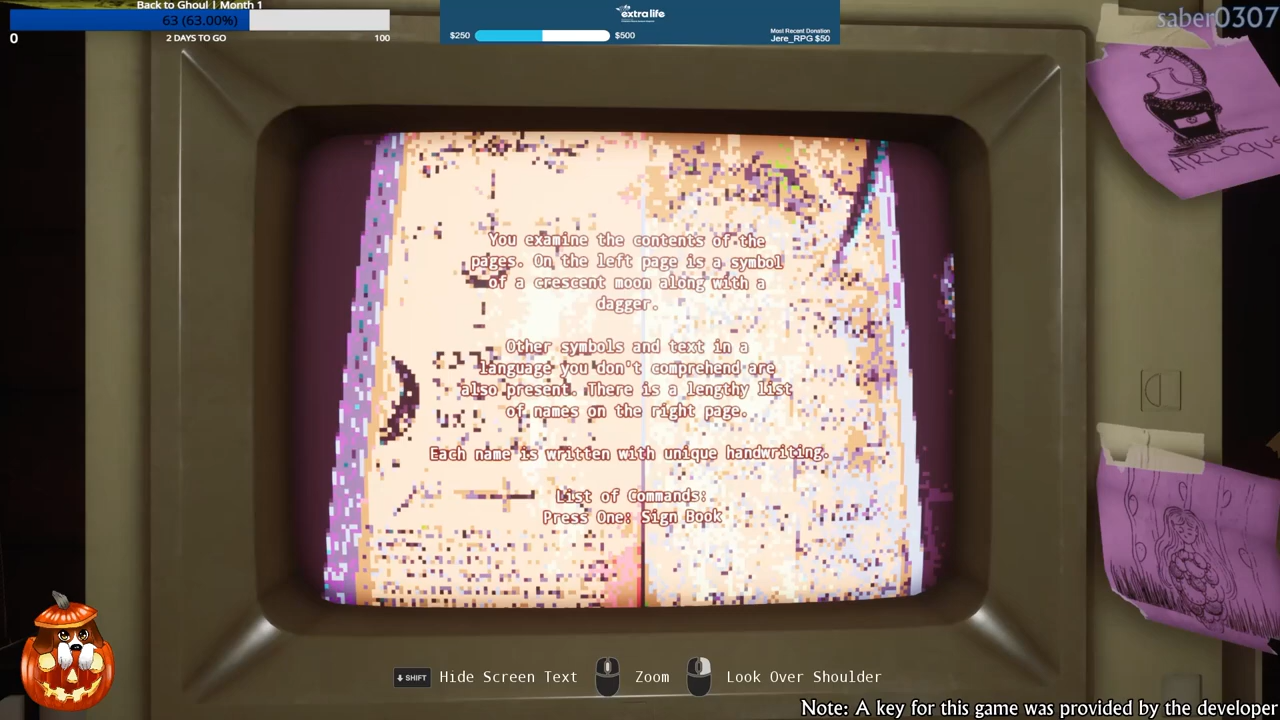 Back to Ghoul | Month 1
63 (63.00%)
0
2 DAYS TO GO
100
extra life
$250
$500
Most Recent Donation
Jere_RPG $50
saber0307
You examine the contents of the
pages. On the left page is a symbol
of a crescent moon along with a
dagger.
Other symbols and text in a
language you don't comprehend are
also present. There is a lengthy list
of names on the right page.
Each name is written with unique handwriting.
List of Commands:
Press One: Sign Book
SHIFT
Hide Screen Text
Zoom
Look Over Shoulder
Note: A key for this game was provided by the developer